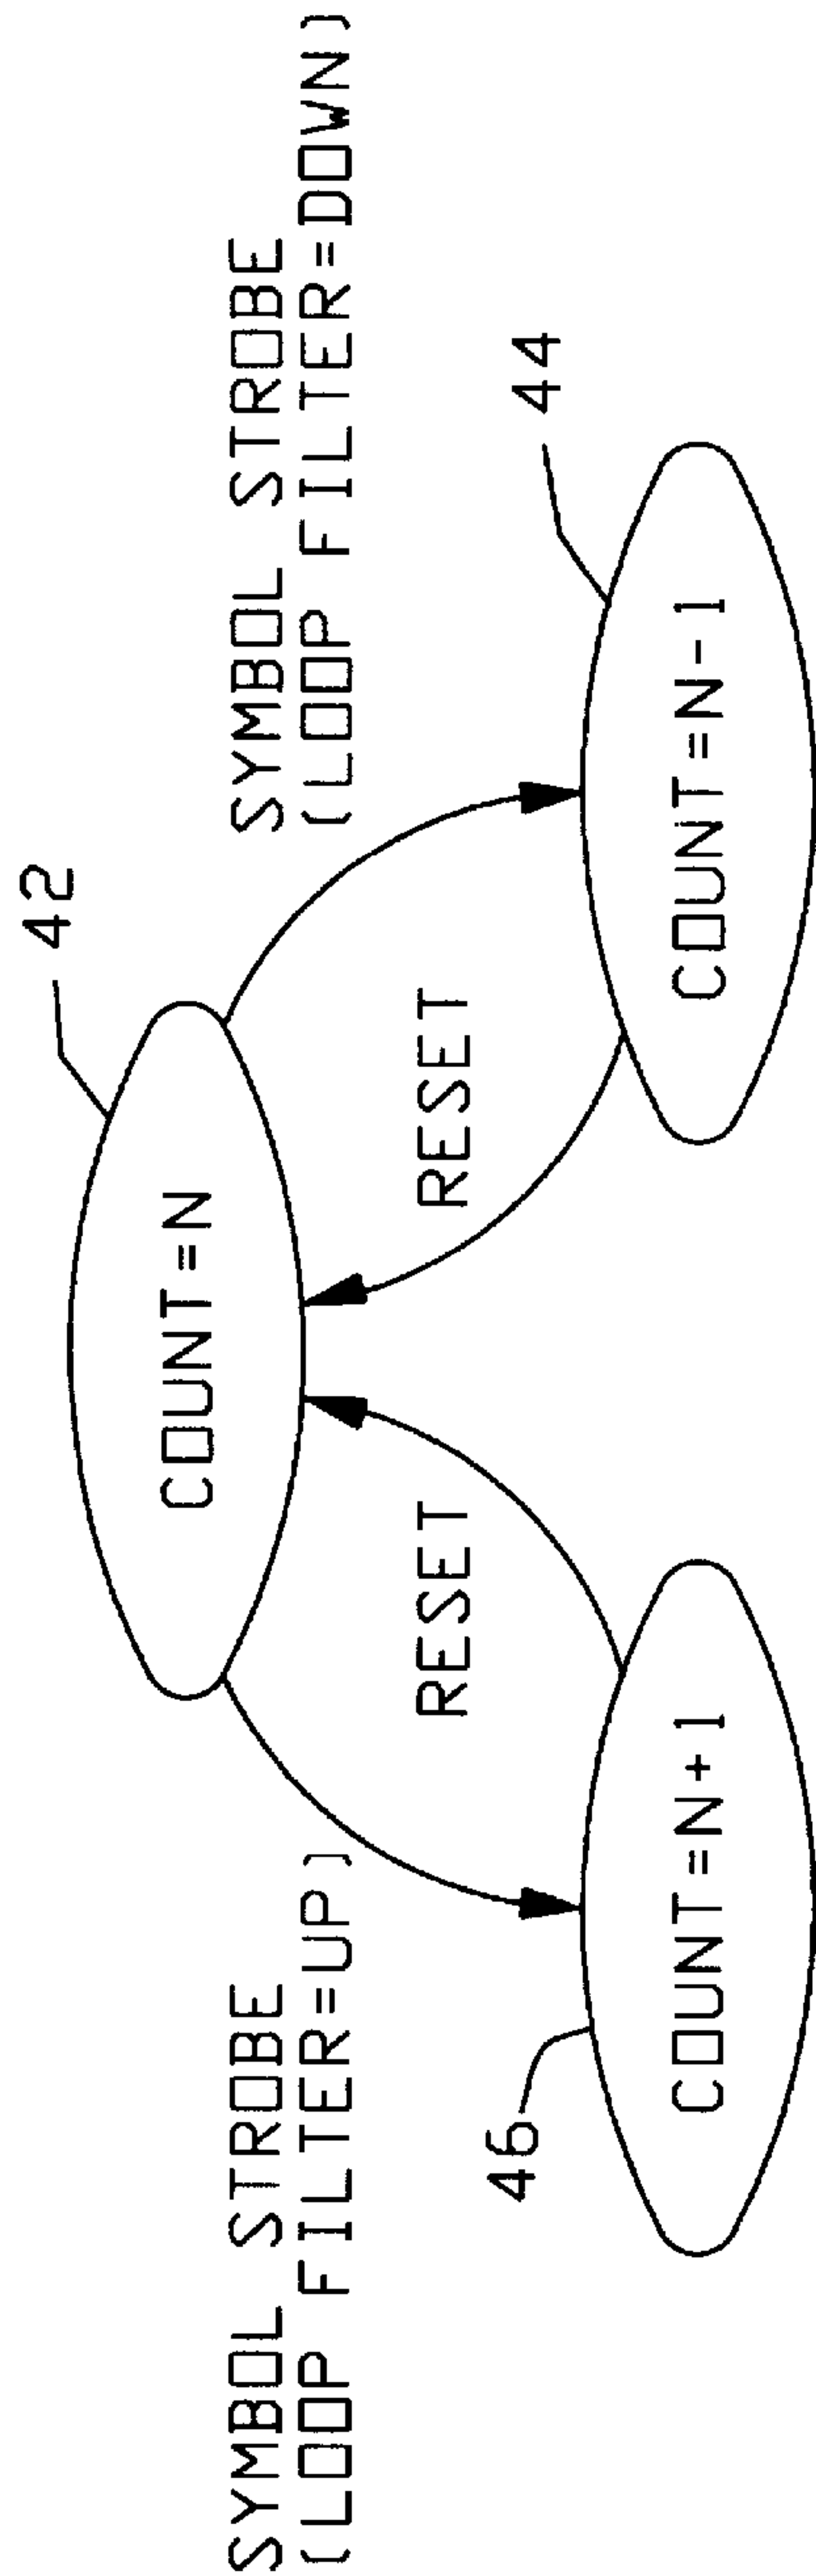 42
COUNT=N
SYMBOL STROBE
(LOOP FILTER=UP)
SYMBOL STROBE
(LOOP FILTER=DOWN)
RESET
RESET
46
44
COUNT=N+1
COUNT=N-1